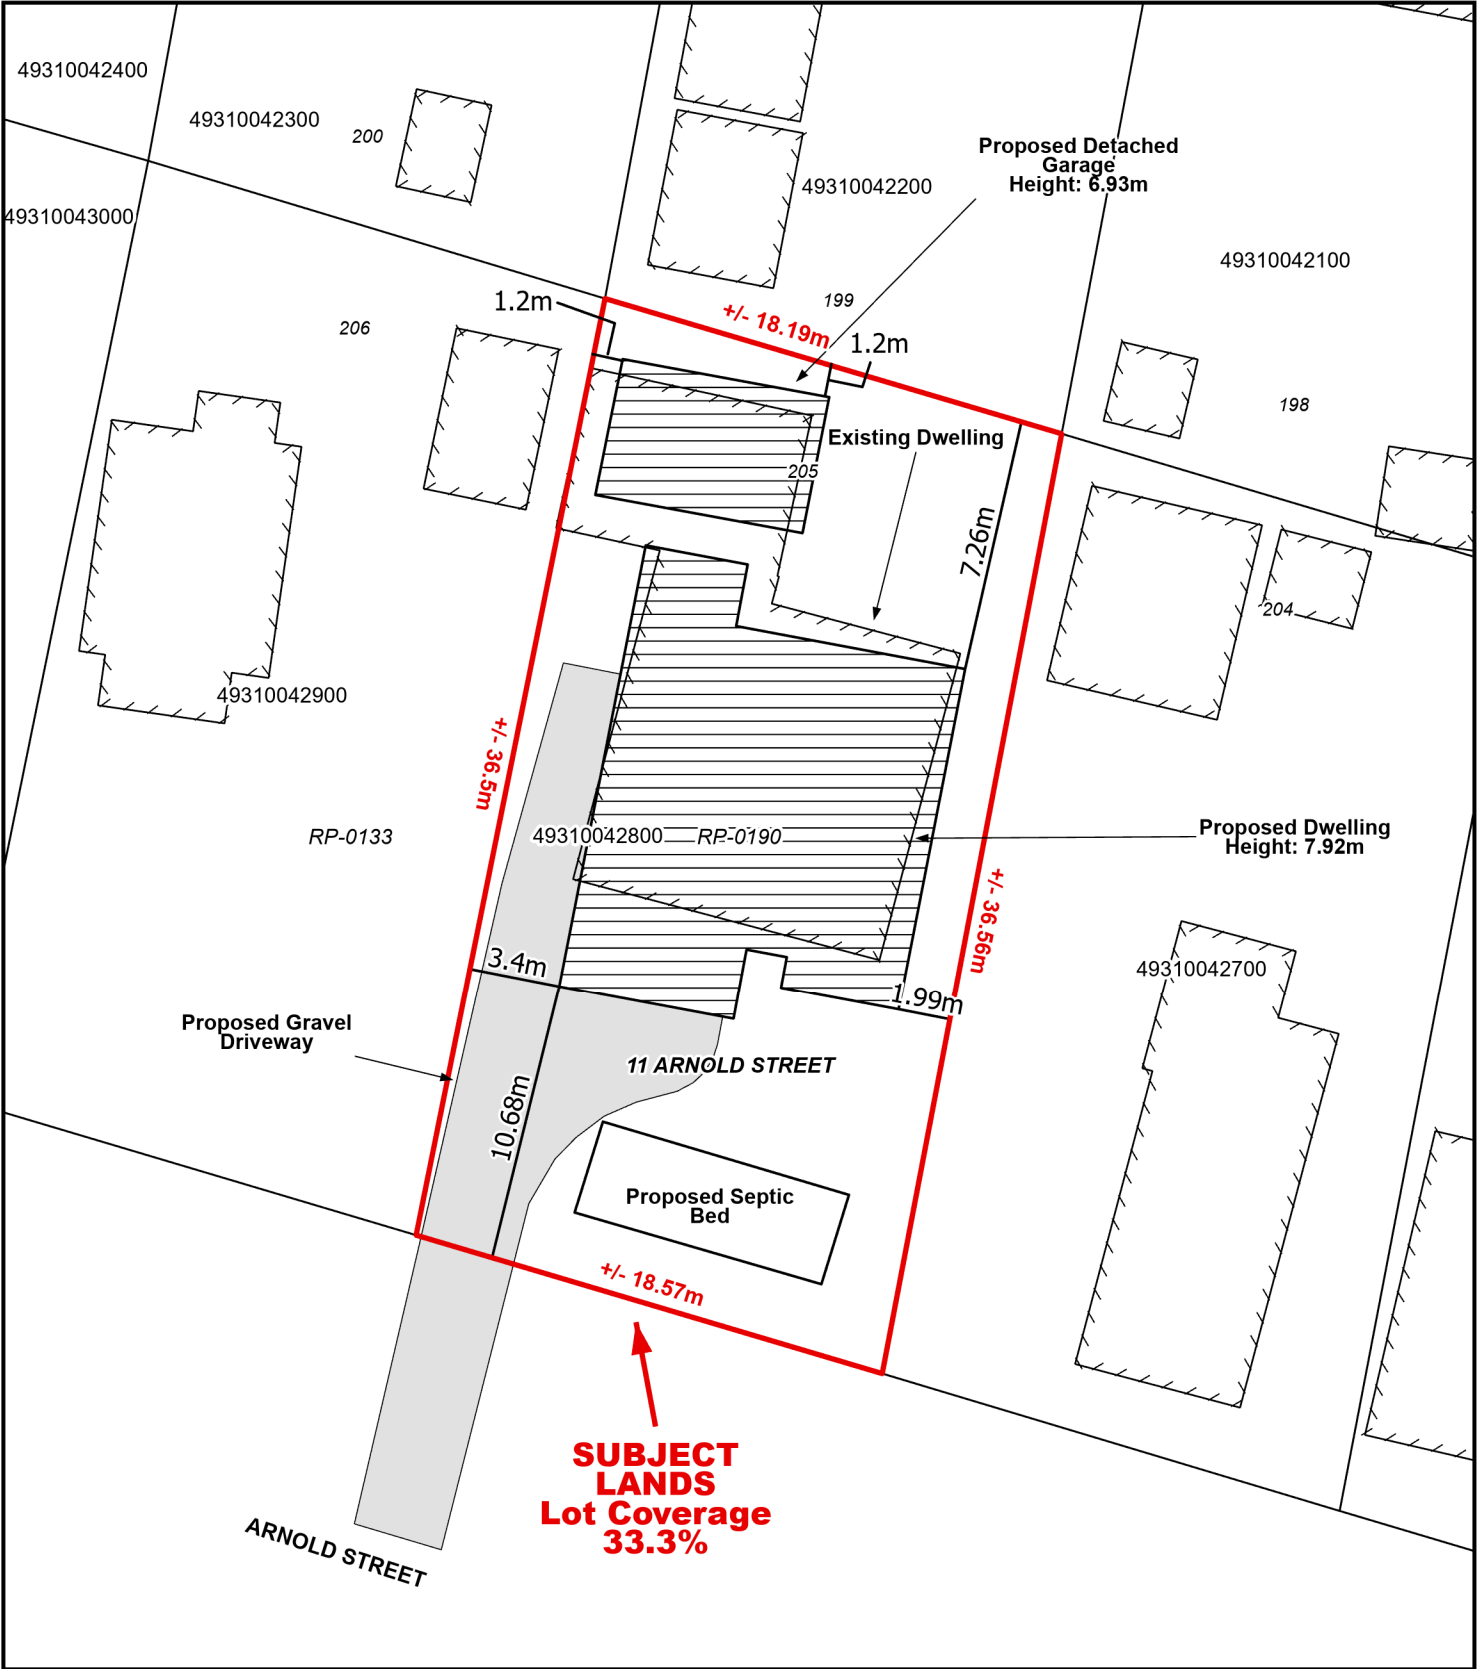 49310042400
49310042300
200
Proposed Detached
Garage
Height: 6.93m
49310042200
49310043000
49310042100
1.2m
199
+/- 18.19m
206
1.2m
198
Existing Dwelling
205
7.26m
204
49310042900
+/- 36.5m
RP-0133
49310042800
RP-0190
Proposed Dwelling
Height: 7.92m
+/- 36.56m
3.4m
49310042700
1.99m
Proposed Gravel
Driveway
11 ARNOLD STREET
10.68m
Proposed Septic
Bed
+/- 18.57m
SUBJECT
LANDS
Lot Coverage
33.3%
ARNOLD STREET